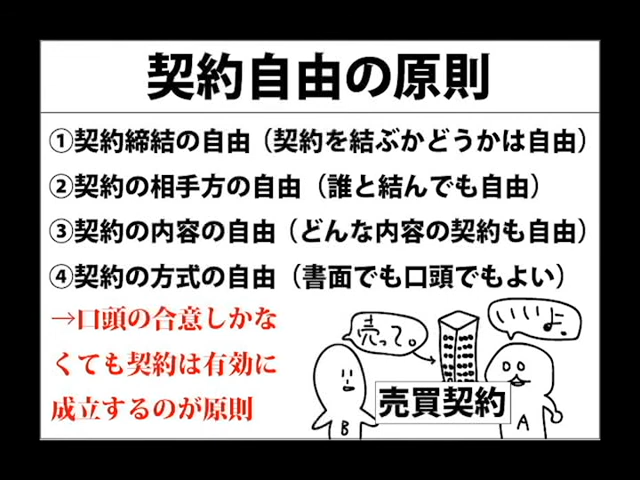 契約自由の原則
①契約締結の自由（契約を結ぶかどうかは自由）
②契約の相手方の自由（誰と結んでも自由）
③契約の内容の自由（どんな内容の契約も自由）
④契約の方式の自由（書面でも口頭でもよい）
→口頭の合意しかな
くても契約は有効に
成立するのが原則
売って。
いいよ。
売買契約
B
A